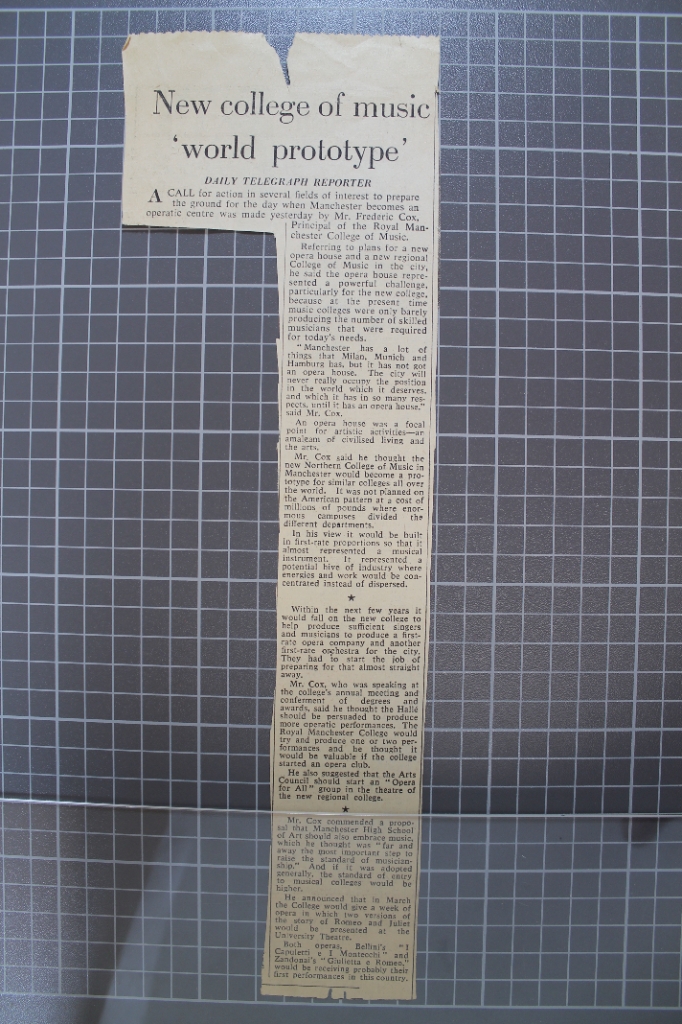 New college of music
‘world prototype’
DAILY TELEGRAPH REPORTER
A CALL for action in several fields of interest to prepare
the ground for the day when Manchester becomes an
operatic centre was made yesterday by Mr. Frederic Cox,
Principal of the Royal Man-
chester College of Music.
Referring to plans for a new
opera house and a new regional
College of Music in the city,
he said the opera house repre-
sented a powerful challenge,
particularly for the new college,
because at the present time
music colleges were only barely
producing the number of skilled
musicians that were required
for today's needs.
"Manchester has a lot of
things that Milan, Munich and
Hamburg has, but it has not got
an opera house. The city will
never really occupy the position
in the world which it deserves,
and which it has in so many res-
pects, until it has an opera house,"
said Mr. Cox.
An opera house was a focal
point for artistic activities—an
amalgam of civilised living and
the arts.
Mr. Cox said he thought the
new Northern College of Music in
Manchester would become a pro-
totype for similar colleges all over
the world. It was not planned on
the American pattern at a cost of
millions of pounds where enor-
mous campuses divided the
different departments.
In his view it would be built
in first-rate proportions so that it
almost represented a musical
instrument. It represented a
potential hive of industry where
energies and work would be con-
centrated instead of dispersed.
★
Within the next few years it
would fall on the new college to
help produce sufficient singers
and musicians to produce a first-
rate opera company and another
first-rate orchestra for the city.
They had to start the job of
preparing for that almost straight
away.
Mr. Cox, who was speaking at
the college's annual meeting and
conferment of degrees and
awards, said he thought the Hallé
should be persuaded to produce
more operatic performances. The
Royal Manchester College would
try and produce one or two per-
formances and he thought it
would be valuable if the college
started an opera club.
He also suggested that the Arts
Council should start an "Opera
for All" group in the theatre of
the new regional college.
★
Mr. Cox commended a propo-
sal that Manchester High School
of Art should also embrace music,
which he thought was "far and
away the most important step to
raise the standard of musician-
ship." And if it was adopted
generally, the standard of entry
to musical colleges would be
higher.
He announced that in March
the College would give a week of
opera in which two versions of
the story of Romeo and Juliet
would be presented at the
University Theatre.
Both operas, Bellini's "I
Capuletti e I Montecchi" and
Zandonai's "Giulietta e Romeo,"
would be receiving probably their
first performances in this country.